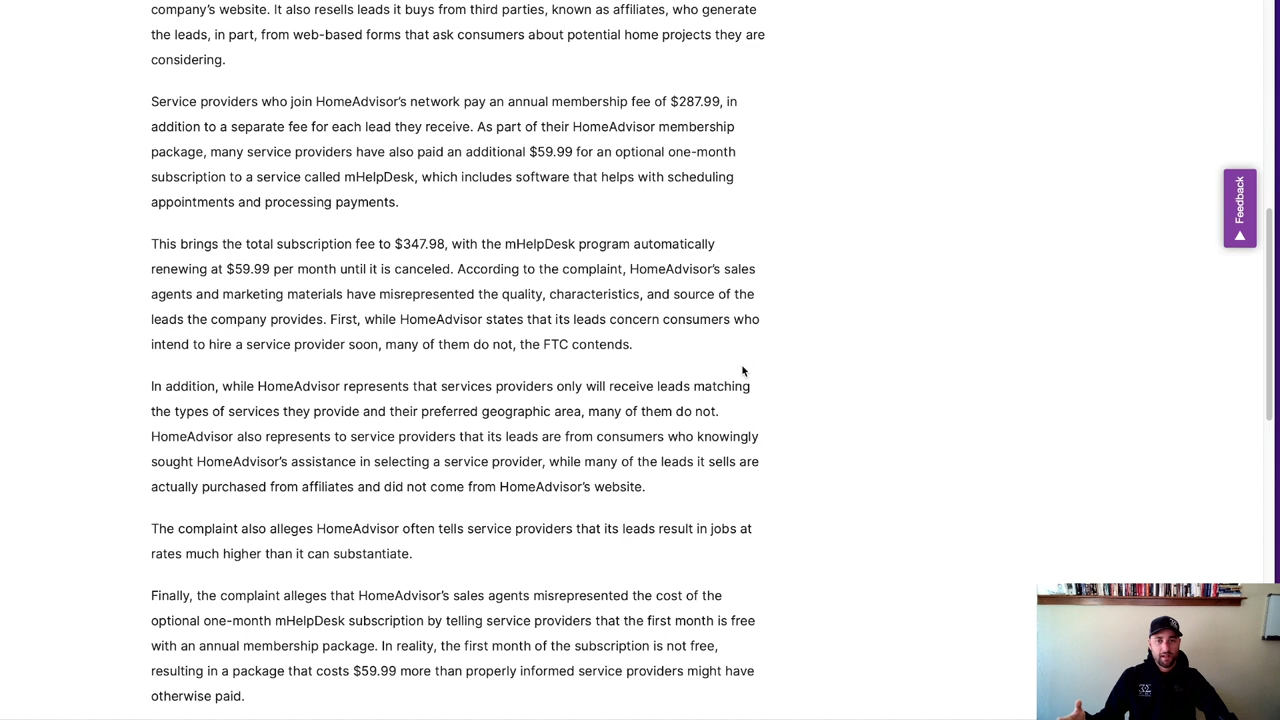 company's website. It also resells leads it buys from third parties, known as affiliates, who generate
the leads, in part, from web-based forms that ask consumers about potential home projects they are
considering.
Service providers who join HomeAdvisor's network pay an annual membership fee of $287.99, in
addition to a separate fee for each lead they receive. As part of their HomeAdvisor membership
package, many service providers have also paid an additional $59.99 for an optional one-month
subscription to a service called mHelpDesk, which includes software that helps with scheduling
appointments and processing payments.
This brings the total subscription fee to $347.98, with the mHelpDesk program automatically
renewing at $59.99 per month until it is canceled. According to the complaint, HomeAdvisor's sales
agents and marketing materials have misrepresented the quality, characteristics, and source of the
leads the company provides. First, while HomeAdvisor states that its leads concern consumers who
intend to hire a service provider soon, many of them do not, the FTC contends.
In addition, while HomeAdvisor represents that services providers only will receive leads matching
the types of services they provide and their preferred geographic area, many of them do not.
HomeAdvisor also represents to service providers that its leads are from consumers who knowingly
sought HomeAdvisor's assistance in selecting a service provider, while many of the leads it sells are
actually purchased from affiliates and did not come from HomeAdvisor's website.
The complaint also alleges HomeAdvisor often tells service providers that its leads result in jobs at
rates much higher than it can substantiate.
Finally, the complaint alleges that HomeAdvisor's sales agents misrepresented the cost of the
optional one-month mHelpDesk subscription by telling service providers that the first month is free
with an annual membership package. In reality, the first month of the subscription is not free,
resulting in a package that costs $59.99 more than properly informed service providers might have
otherwise paid.
Feedback